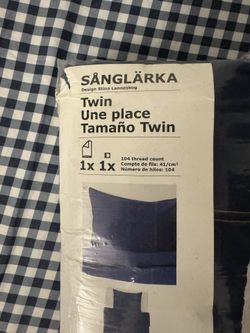 SÅNGLÄRKA
Design Stina Lanneskog
Twin
Une place
Tamaño Twin
1x 1x
104 thread count
Compte de fils: 41/cm²
Número de hilos: 104